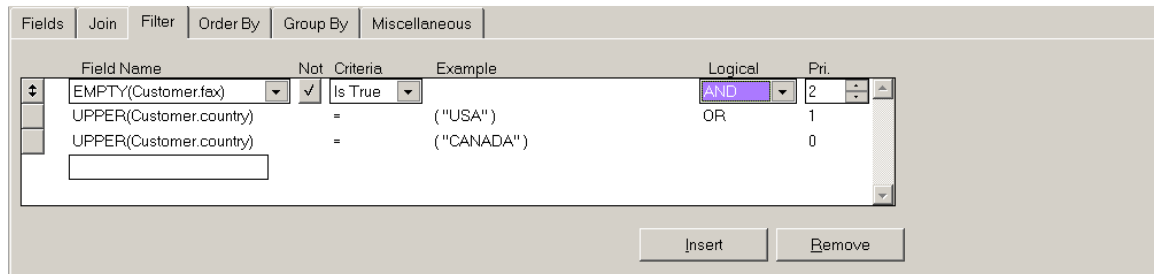 Fields Join Filter Order By Group By Miscellaneous
Field Name Not Criteria Example Logical Pri.
EMPTY(Customer.fax) √ Is True AND 2
UPPER(Customer.country) = ("USA") OR 1
UPPER(Customer.country) = ("CANADA") 0
Insert Remove